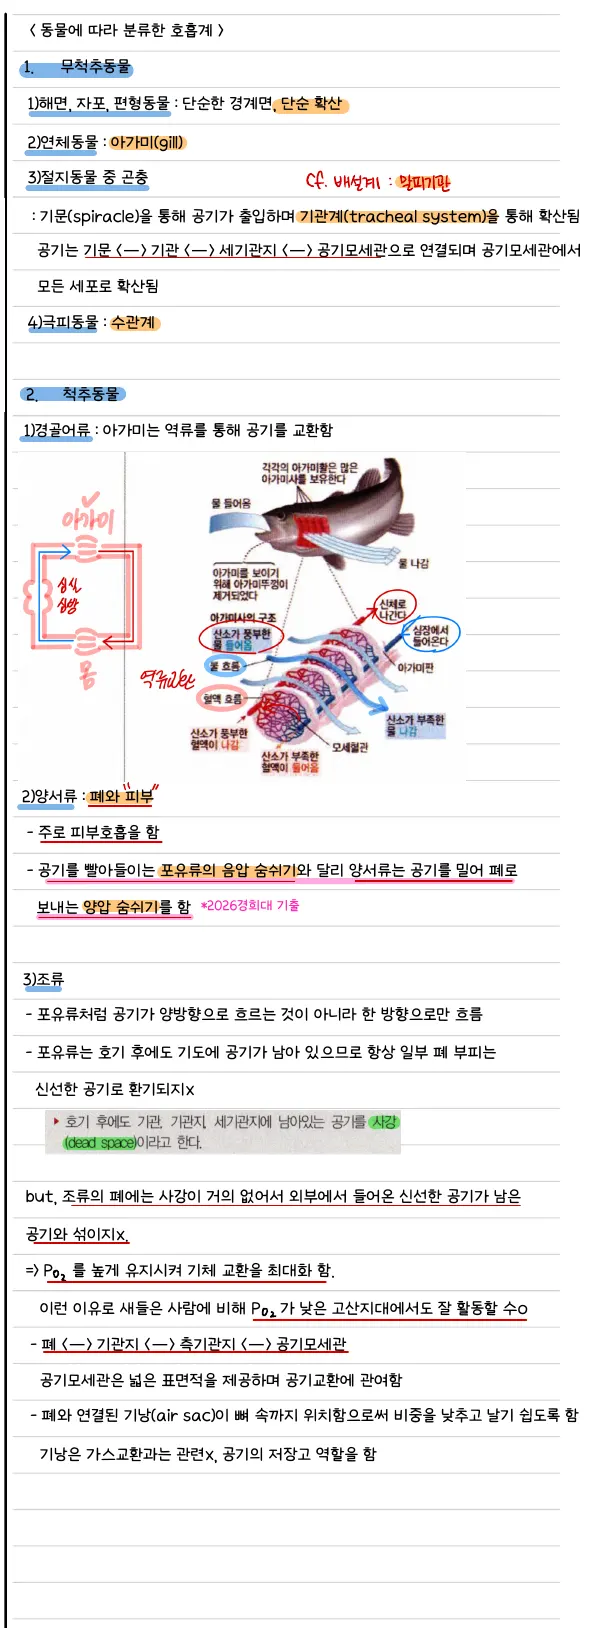 < 동물에 따라 분류한 호흡계 >
1. 무척추동물
1)해면, 자포, 편형동물 : 단순한 경계면, 단순 확산
2)연체동물 : 아가미(gill)
3)절지동물 중 곤충
cf. 배설계 : 말피기관
: 기문(spiracle)을 통해 공기가 출입하며 기관계(tracheal system)을 통해 확산됨
공기는 기문 <—> 기관 <—> 세기관지 <—> 공기모세관으로 연결되며 공기모세관에서
모든 세포로 확산됨
4)극피동물 : 수관계
2. 척추동물
1)경골어류 : 아가미는 역류를 통해 공기를 교환함
각각의 아가미활은 많은
아가미사를 보유한다
물 들어옴
물 나감
아가미를 보이기
위해 아가미뚜껑이
제거되었다
아가미
심실
심방
몸
아가미사의 구조
신체로
나간다
심장에서
들어온다
산소가 풍부한
물 들어옴
물 흐름
아가미판
역류교환
혈액 흐름
산소가 부족한
물 나감
산소가 풍부한
혈액이 나감
모세혈관
산소가 부족한
혈액이 들어옴
2)양서류 : 폐와 "피부"
- 주로 피부호흡을 함
- 공기를 빨아들이는 포유류의 음압 숨쉬기와 달리 양서류는 공기를 밀어 폐로
보내는 양압 숨쉬기를 함 *2026경희대 기출
3)조류
- 포유류처럼 공기가 양방향으로 흐르는 것이 아니라 한 방향으로만 흐름
- 포유류는 호기 후에도 기도에 공기가 남아 있으므로 항상 일부 폐 부피는
신선한 공기로 환기되지x
▶ 호기 후에도 기관, 기관지, 세기관지에 남아있는 공기를 사강
(dead space)이라고 한다.
but, 조류의 폐에는 사강이 거의 없어서 외부에서 들어온 신선한 공기가 남은
공기와 섞이지x.
=> PO₂ 를 높게 유지시켜 기체 교환을 최대화 함.
이런 이유로 새들은 사람에 비해 PO₂ 가 낮은 고산지대에서도 잘 활동할 수o
- 폐 <—> 기관지 <—> 측기관지 <—> 공기모세관
공기모세관은 넓은 표면적을 제공하며 공기교환에 관여함
- 폐와 연결된 기낭(air sac)이 뼈 속까지 위치함으로써 비중을 낮추고 날기 쉽도록 함
기낭은 가스교환과는 관련x, 공기의 저장고 역할을 함